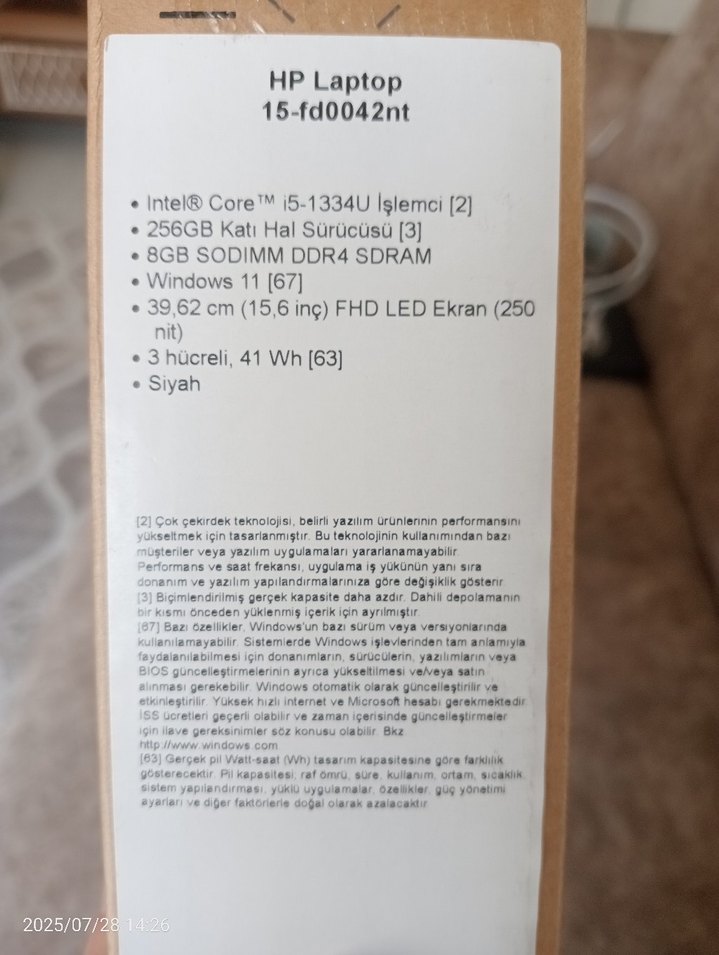 HP Laptop
15-fd0042nt
• Intel® Core™ i5-1334U İşlemci [2]
• 256GB Katı Hal Sürücüsü [3]
• 8GB SODIMM DDR4 SDRAM
• Windows 11 [67]
• 39,62 cm (15,6 inç) FHD LED Ekran (250
nit)
• 3 hücreli, 41 Wh [63]
• Siyah
[2] Çok çekirdek teknolojisi, belirli yazılım ürünlerinin performansını
yükseltmek için tasarlanmıştır. Bu teknolojinin kullanımından bazı
müşteriler veya yazılım uygulamaları yararlanamayabilir.
Performans ve saat frekansı, uygulama iş yükünün yanı sıra
donanım ve yazılım yapılandırmalarınıza göre değişiklik gösterir.
[3] Biçimlendirilmiş gerçek kapasite daha azdır. Dahili depolamanın
bir kısmı önceden yüklenmiş içerik için ayrılmıştır.
[67] Bazı özellikler, Windows'un bazı sürüm veya versiyonlarında
kullanılamayabilir. Sistemlerde Windows işlevlerinden tam anlamıyla
faydalanılabilmesi için donanımların, sürücülerin, yazılımların veya
BIOS güncelleştirmelerinin ayrıca yükseltilmesi ve/veya satın
alınması gerekebilir. Windows otomatik olarak güncelleştirilir ve
etkinleştirilir. Yüksek hızlı internet ve Microsoft hesabı gerekmektedir.
İSS ücretleri geçerli olabilir ve zaman içerisinde güncelleştirmeler
için ilave gereksinimler söz konusu olabilir. Bkz.
http://www.windows.com
[63] Gerçek pil Watt-saat (Wh) tasarım kapasitesine göre farklılık
gösterecektir. Pil kapasitesi, raf ömrü, süre, kullanım, ortam, sıcaklık,
sistem yapılandırması, yüklü uygulamalar, özellikler, güç yönetimi
ayarları ve diğer faktörlerle doğal olarak azalacaktır.
2025/07/28 14:26